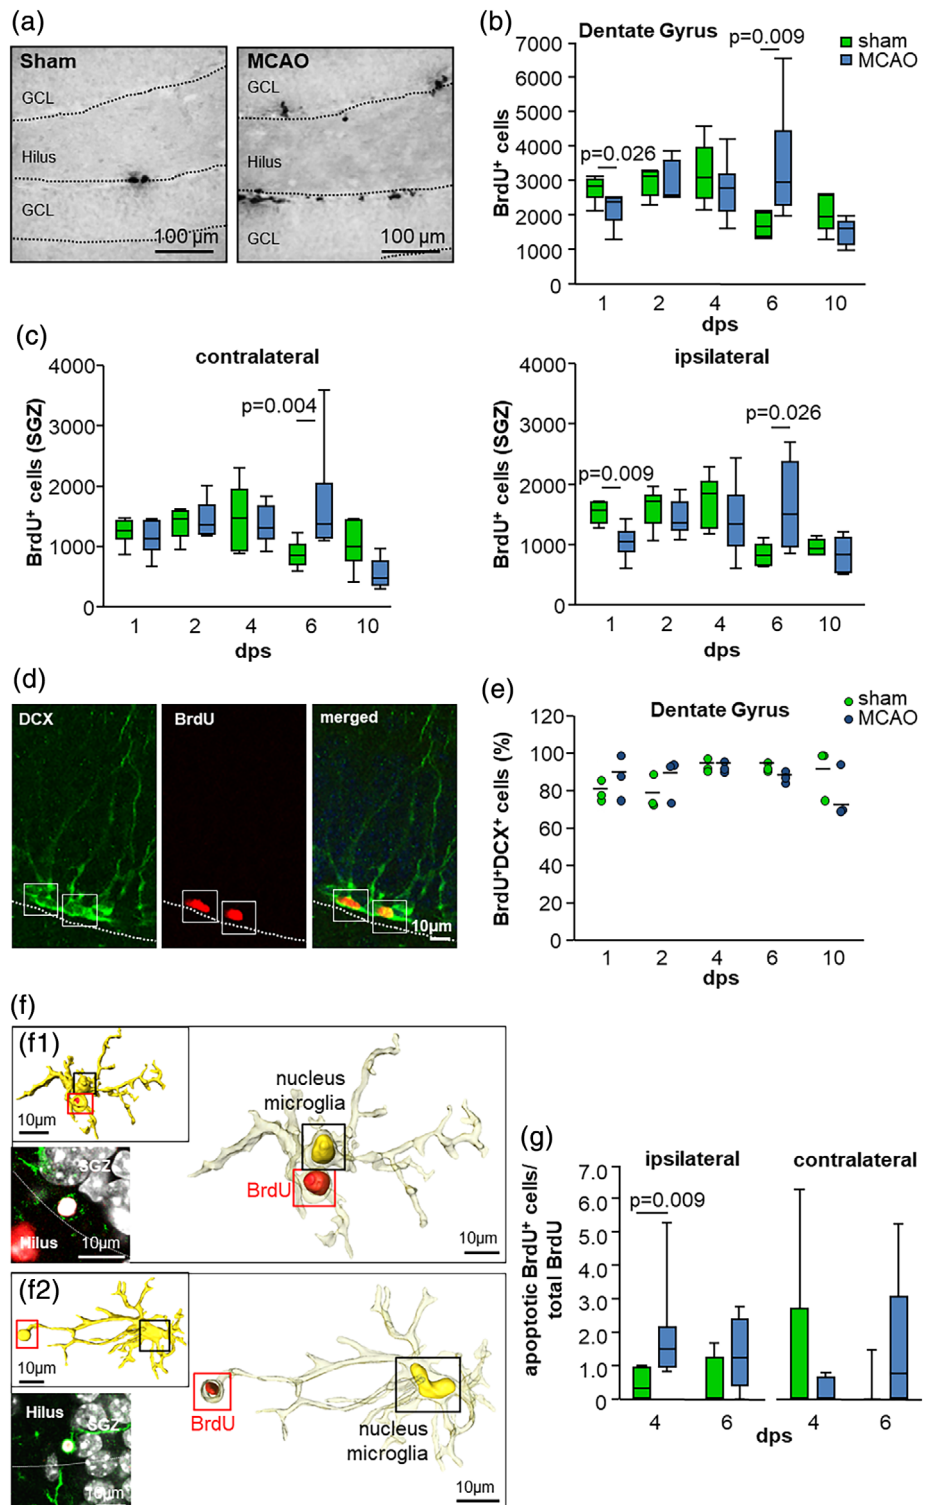 (a)
Sham
GCL
Hilus
GCL
100 µm
MCAO
GCL
Hilus
GCL
100 µm
(b)
Dentate Gyrus
p=0.009
sham
MCAO
p=0.026
BrdU⁺ cells
7000
6000
5000
4000
3000
2000
1000
0
1 2 4 6 10
dps
(c)
contralateral
p=0.004
BrdU⁺ cells (SGZ)
4000
3000
2000
1000
0
1 2 4 6 10
dps
ipsilateral
p=0.026
p=0.009
BrdU⁺ cells (SGZ)
4000
3000
2000
1000
0
1 2 4 6 10
dps
(d)
DCX
BrdU
merged
10µm
(e)
Dentate Gyrus
sham
MCAO
BrdU⁺DCX⁺ cells (%)
120
100
80
60
40
20
0
1 2 4 6 10
dps
(f)
(f1)
10µm
SGZ
Hilus
10µm
nucleus
microglia
BrdU
10µm
(f2)
10µm
Hilus
SGZ
10µm
BrdU
nucleus
microglia
10µm
(g)
ipsilateral
contralateral
p=0.009
apoptotic BrdU⁺ cells/
total BrdU
7.0
6.0
5.0
4.0
3.0
2.0
1.0
0
4 6 4 6
dps